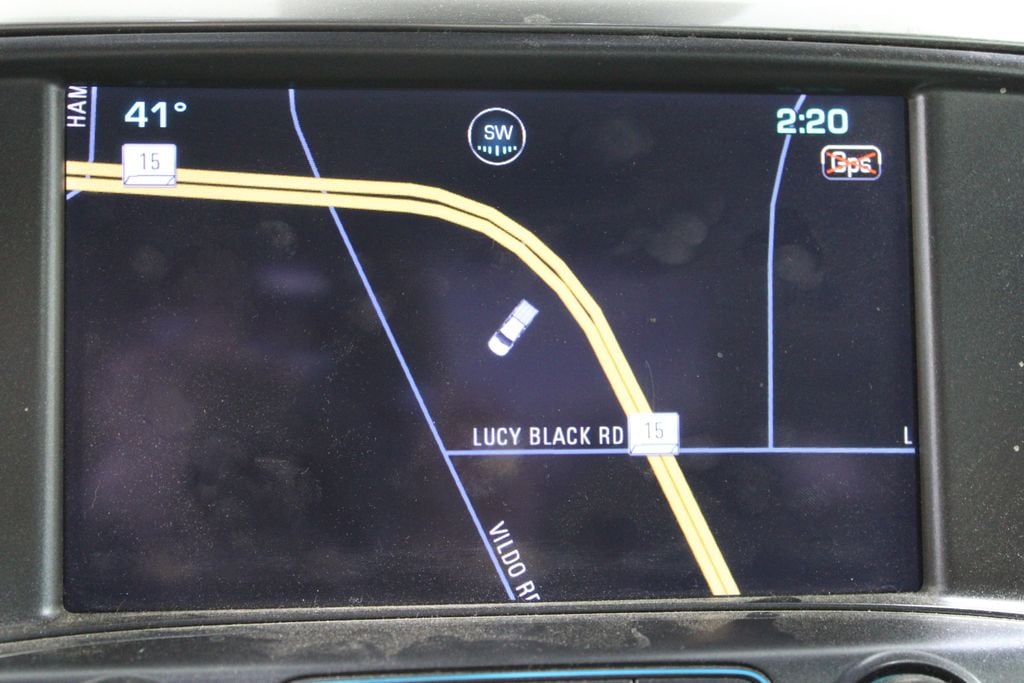 HAM
41°
SW
2:20
15
Gps
LUCY BLACK RD
15
L
VILDO RD